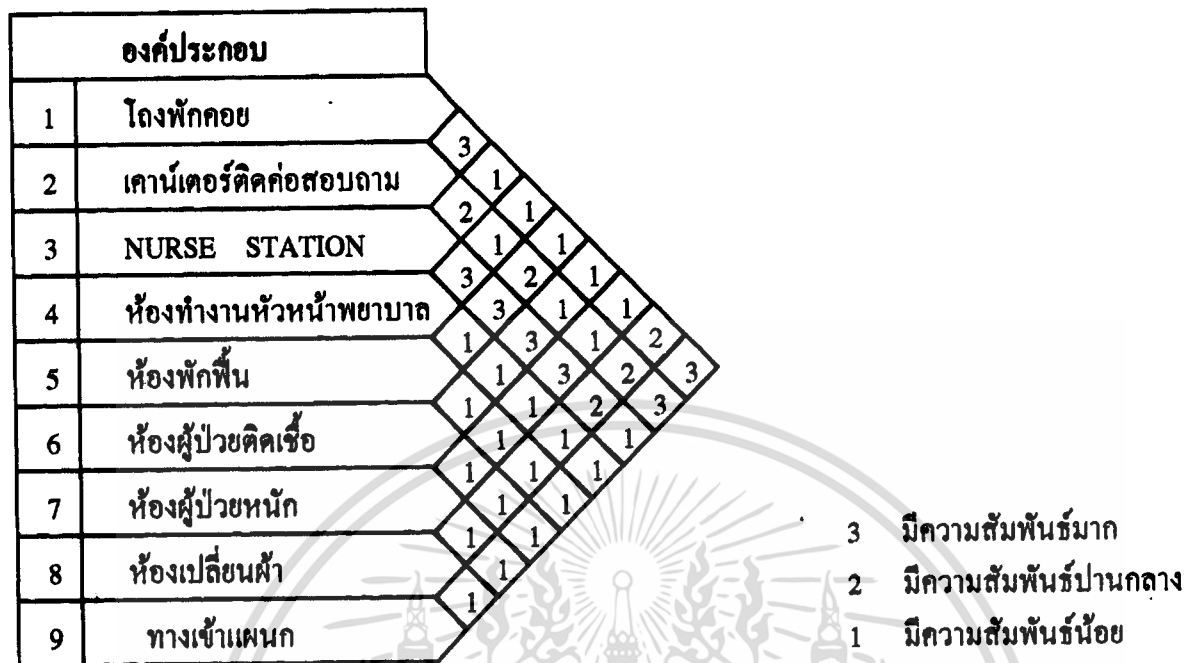 องค์ประกอบ
1 โถงพักคอย
3
2 เคาน์เตอร์ติดต่อสอบถาม 1
2 1
3 NURSE STATION 1 1
3 2 1
4 ห้องทำงานหัวหน้าพยาบาล 3 1 1
1 3 1 2
5 ห้องพักฟื้น 1 3 2 3
1 1 2 3
6 ห้องผู้ป่วยติดเชื้อ 1 1 1
1 1 1
7 ห้องผู้ป่วยหนัก 1 1
1 1
8 ห้องเปลี่ยนผ้า 1
1
9 ทางเข้าแผนก
3 มีความสัมพันธ์มาก
2 มีความสัมพันธ์ปานกลาง
1 มีความสัมพันธ์น้อย